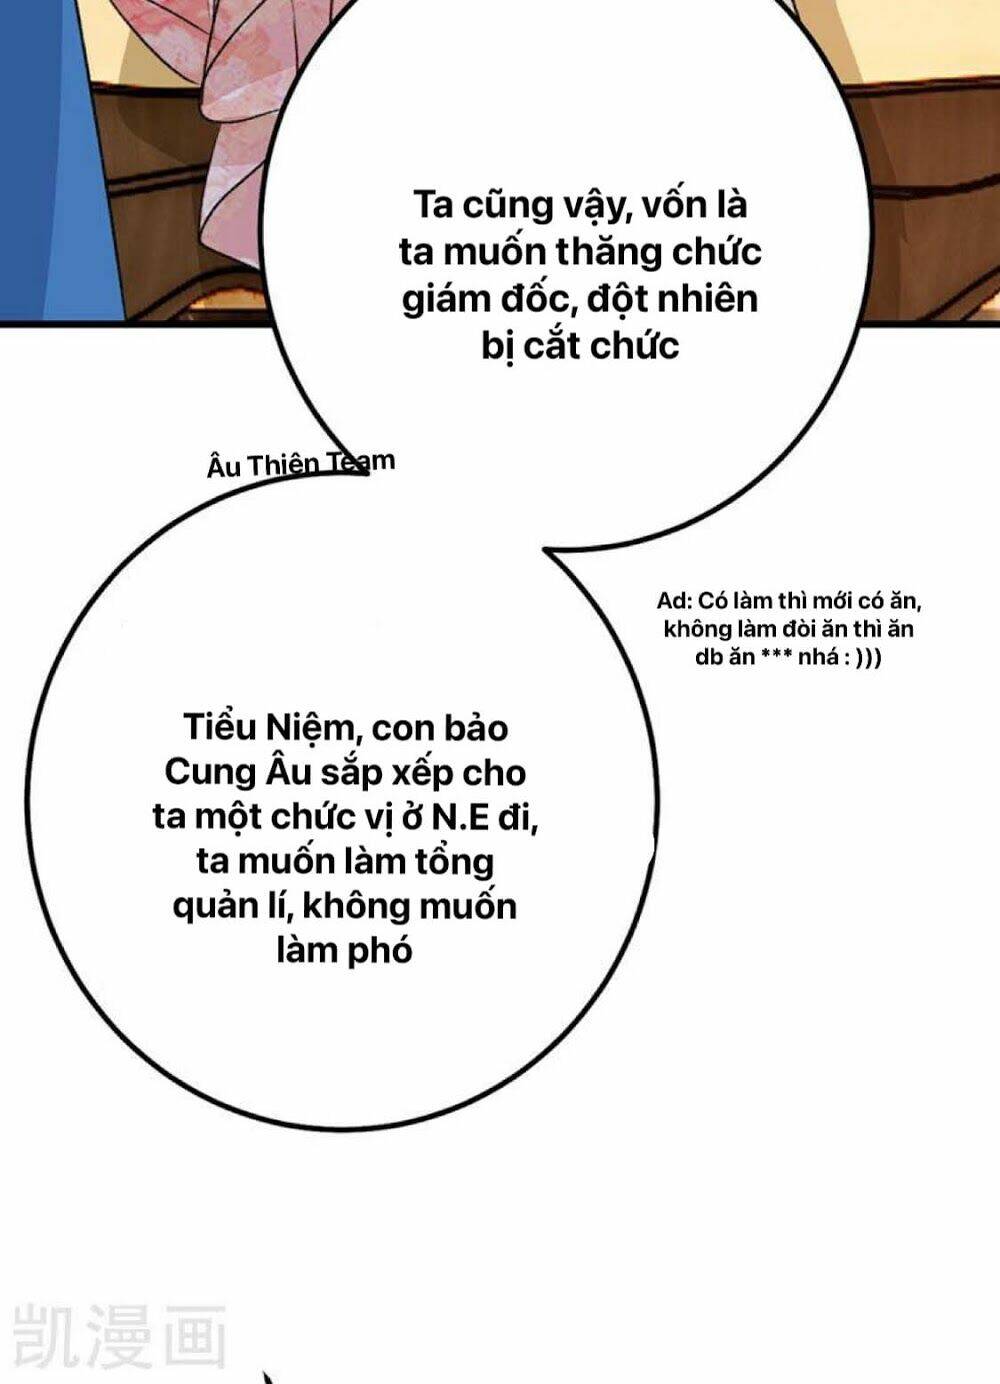 Ta cũng vậy, vốn là
ta muốn thăng chức
giám đốc, đột nhiên
bị cắt chức
Âu Thiên Team
Ad: Có làm thì mới có ăn,
không làm đòi ăn thì ăn
db ăn *** nhá : )))
Tiểu Niệm, con bảo
Cung Âu sắp xếp cho
ta một chức vị ở N.E đi,
ta muốn làm tổng
quản lí, không muốn
làm phó
凯漫画